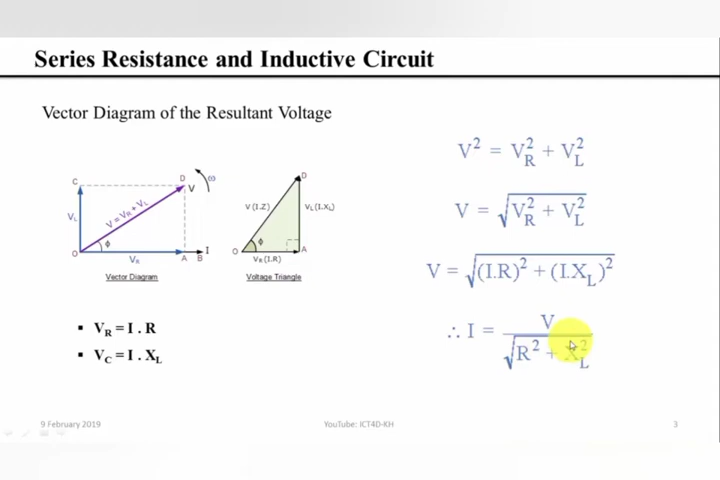 Series Resistance and Inductive Circuit
Vector Diagram of the Resultant Voltage
C
D
ω
V
V_L
V = V_R + V_L
ϕ
O
V_R
A
B
I
Vector Diagram
D
V (I.Z)
V_L (I.X_L)
O
ϕ
A
V_R (I.R)
Voltage Triangle
▪ V_R = I . R
▪ V_C = I . X_L
V² = V_R² + V_L²
V = √(V_R² + V_L²)
V = √((I.R)² + (I.X_L)²)
∴ I = V / √(R² + X_L²)
9 February 2019
YouTube: ICT4D-KH
3